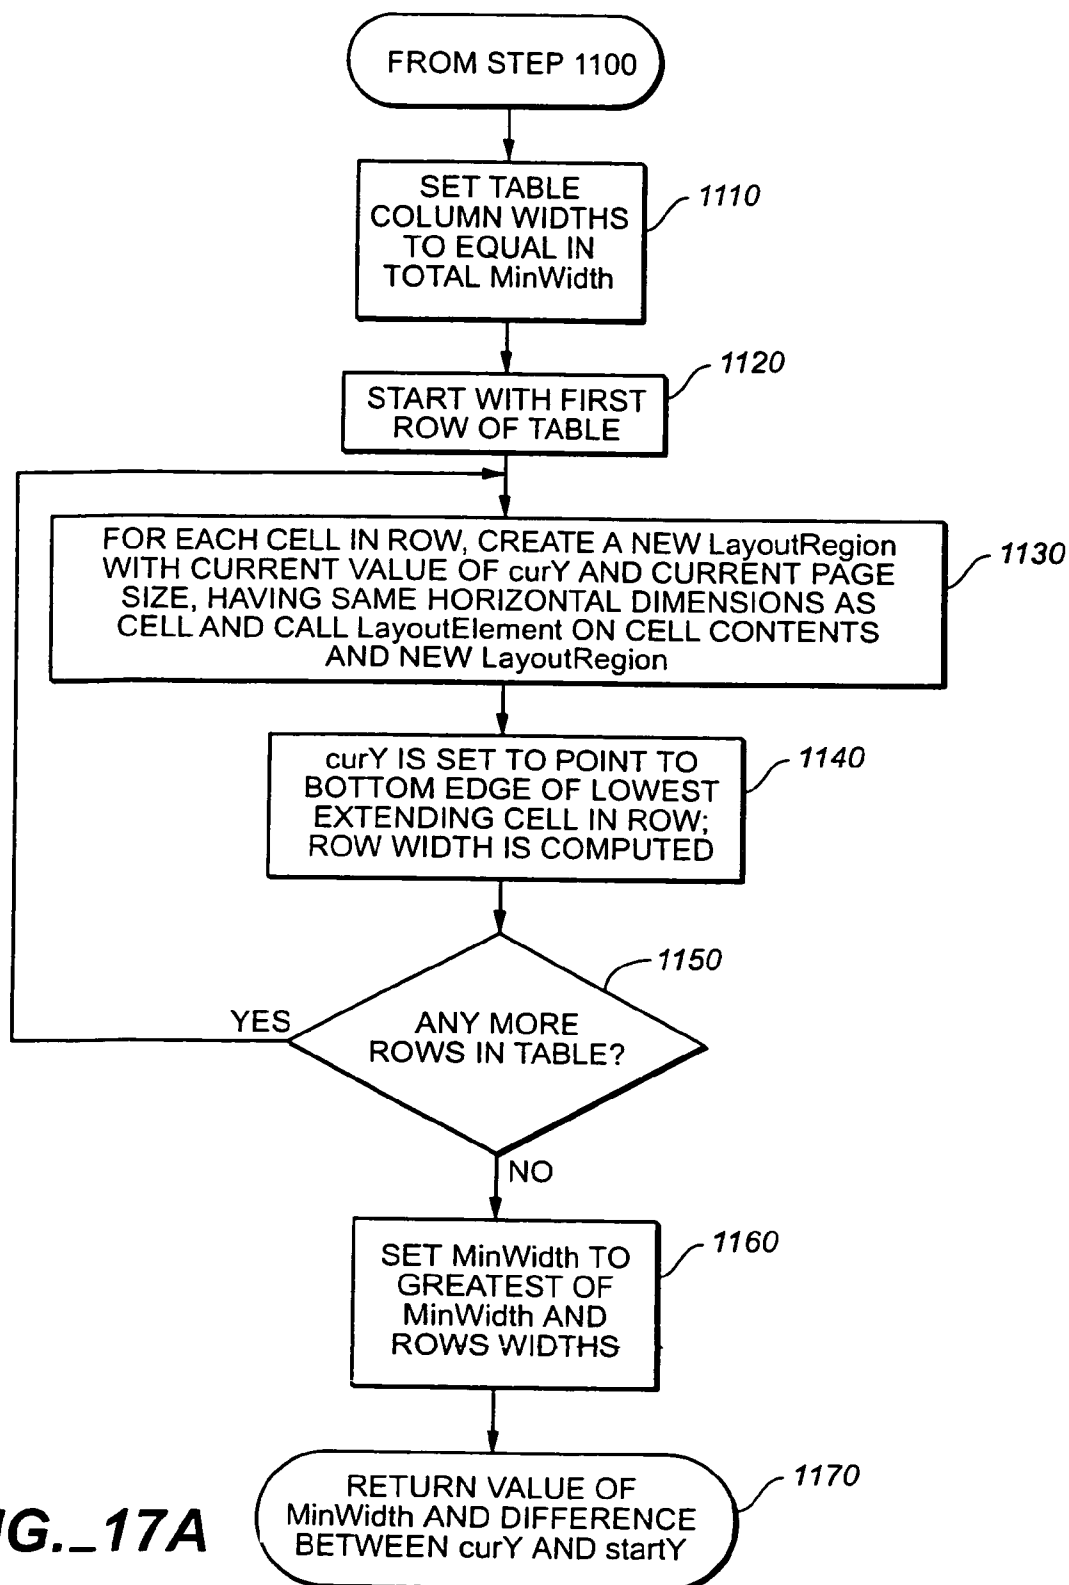 FROM STEP 1100
SET TABLE
COLUMN WIDTHS
TO EQUAL IN
TOTAL MinWidth
1110
START WITH FIRST
ROW OF TABLE
1120
FOR EACH CELL IN ROW, CREATE A NEW LayoutRegion
WITH CURRENT VALUE OF curY AND CURRENT PAGE
SIZE, HAVING SAME HORIZONTAL DIMENSIONS AS
CELL AND CALL LayoutElement ON CELL CONTENTS
AND NEW LayoutRegion
1130
curY IS SET TO POINT TO
BOTTOM EDGE OF LOWEST
EXTENDING CELL IN ROW;
ROW WIDTH IS COMPUTED
1140
ANY MORE
ROWS IN TABLE?
1150
YES
NO
SET MinWidth TO
GREATEST OF
MinWidth AND
ROWS WIDTHS
1160
RETURN VALUE OF
MinWidth AND DIFFERENCE
BETWEEN curY AND startY
1170
IG._17A